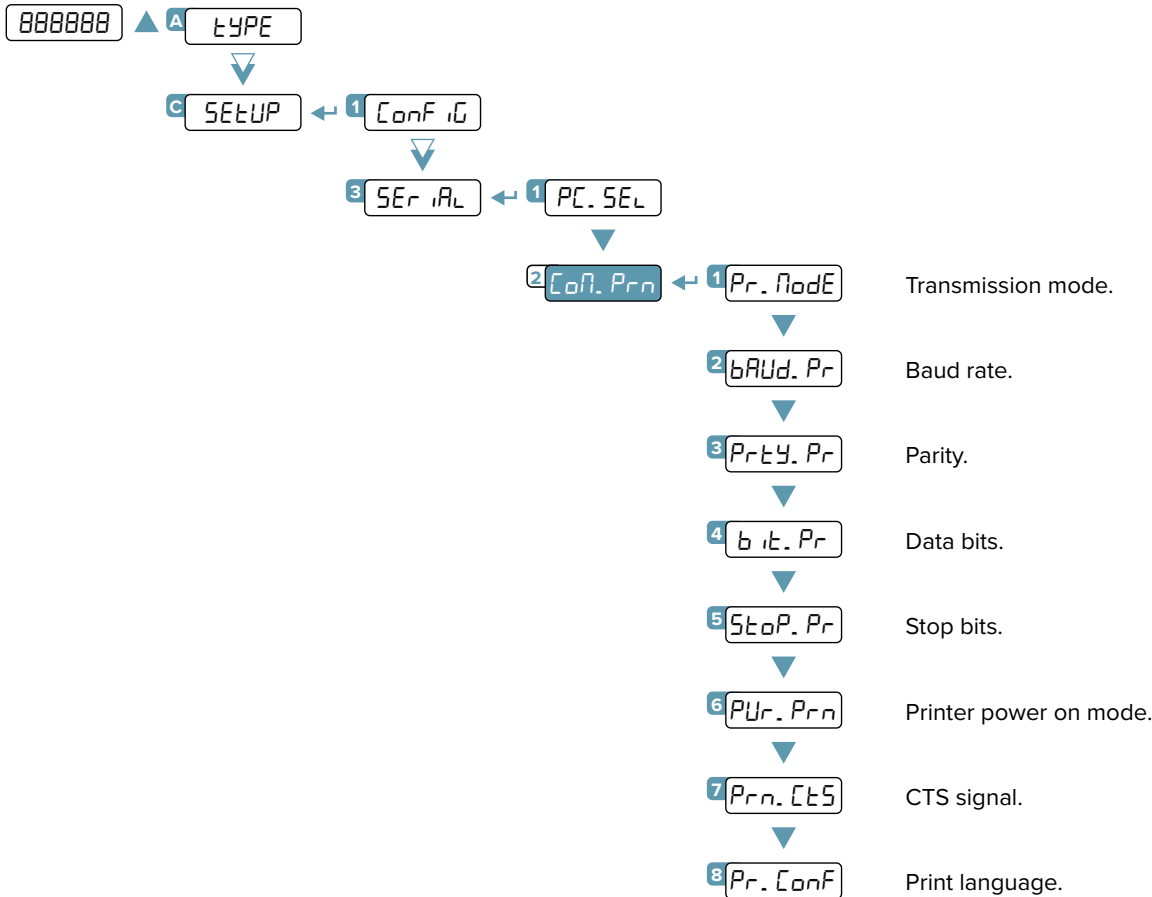 888888 A tYPE
C SEtUP 1 ConFiG
3 SEriAL 1 PC.SEL
2 CoM.Prn 1 Pr.ModE Transmission mode.
2 bAUd.Pr Baud rate.
3 PrtY.Pr Parity.
4 bit.Pr Data bits.
5 StoP.Pr Stop bits.
6 PUr.Prn Printer power on mode.
7 Prn.CtS CTS signal.
8 Pr.ConF Print language.